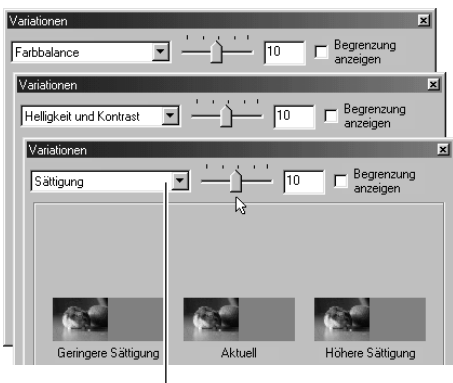 Variationen
Farbbalance 10 Begrenzung
anzeigen
Variationen
Helligkeit und Kontrast 10 Begrenzung
anzeigen
Variationen
Sättigung 10 Begrenzung
anzeigen
Geringere Sättigung Aktuell Höhere Sättigung